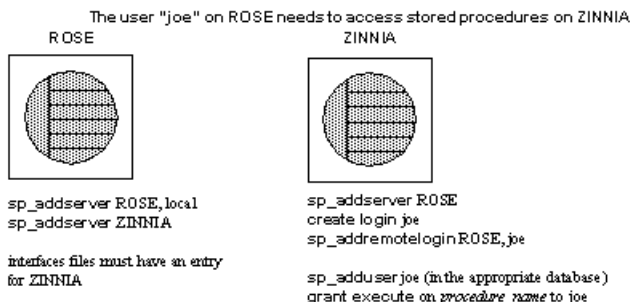 The user "joe" on ROSE needs to access stored procedures on ZINNIA
ROSE
ZINNIA
sp_addserver ROSE, local
sp_addserver ZINNIA
interfaces files must have an entry
for ZINNIA
sp_addserver ROSE
create login joe
sp_addremotelogin ROSE, joe
sp_adduser joe (in the appropriate database)
grant execute on procedure_name to joe